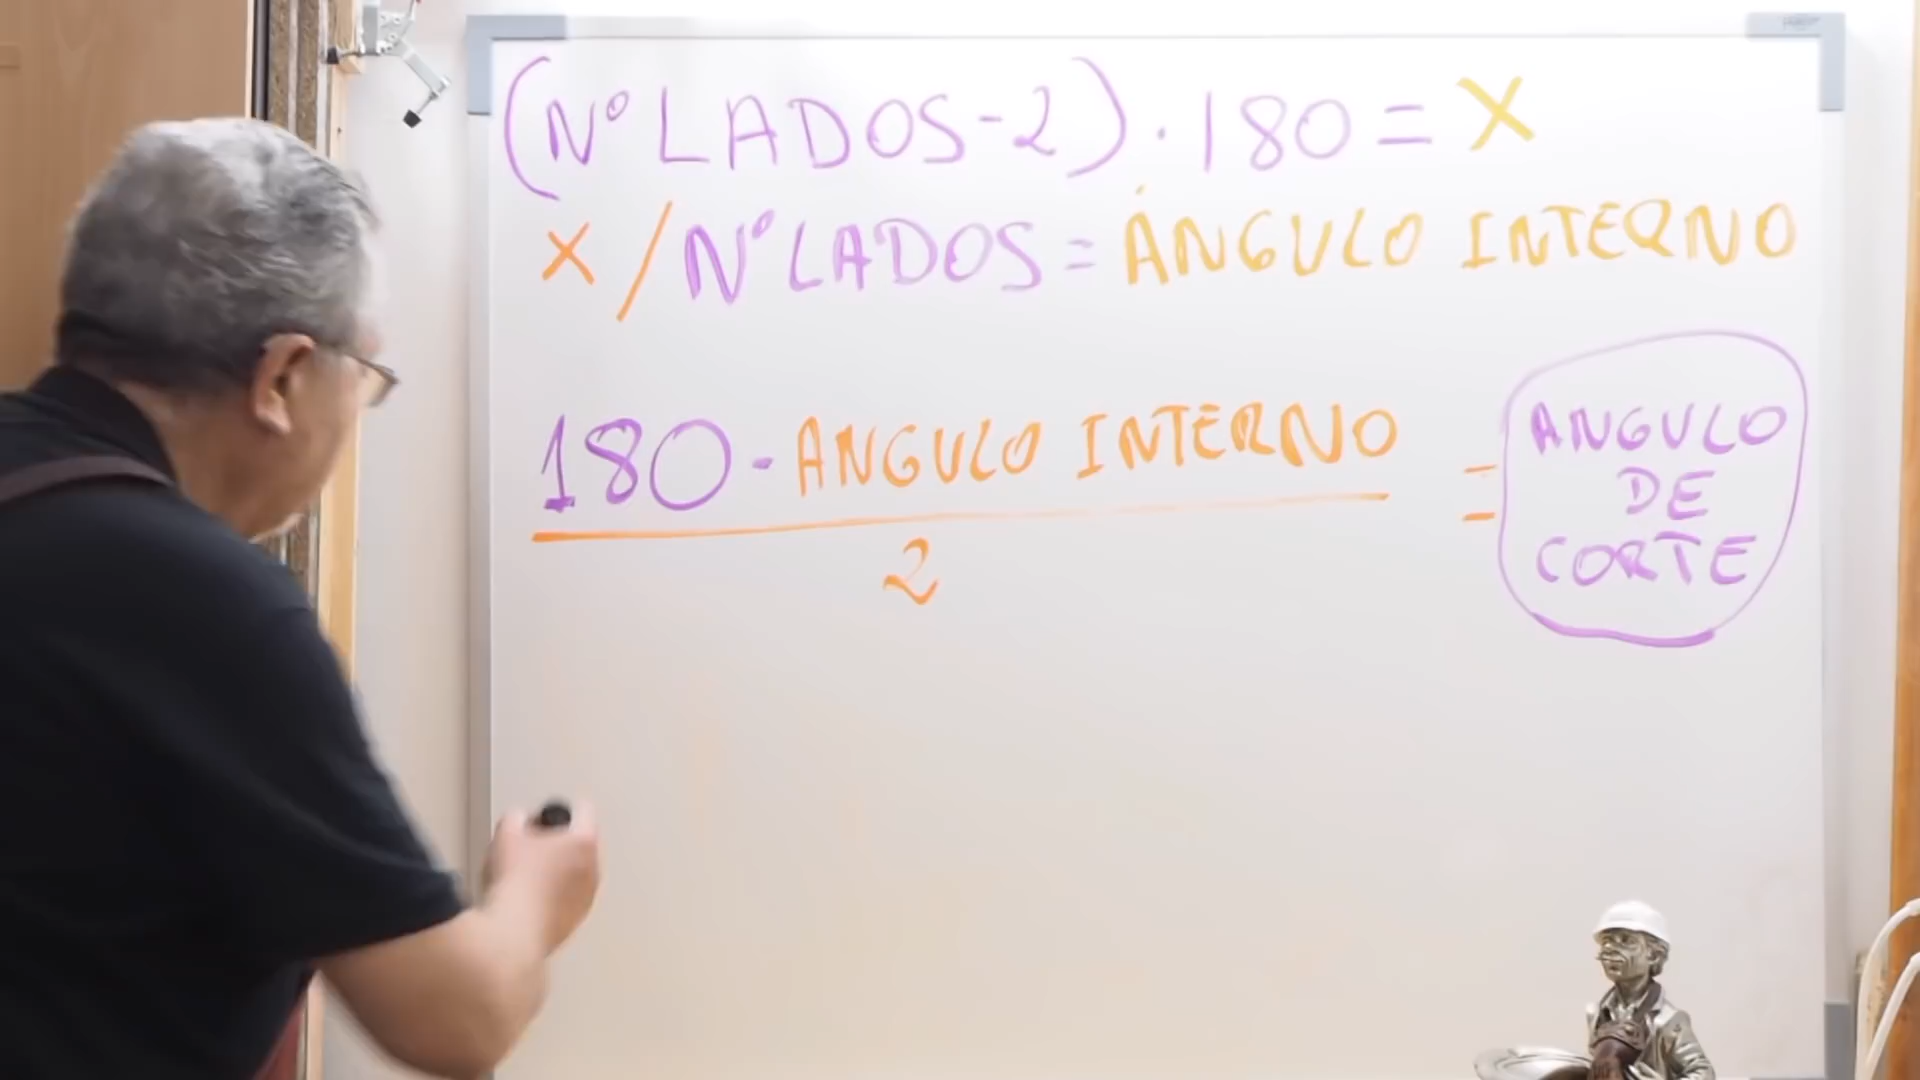 (Nº LADOS-2) · 180 = X
X / Nº LADOS = ÁNGULO INTERNO
180 - ANGULO INTERNO
2
=
ANGULO
DE
CORTE